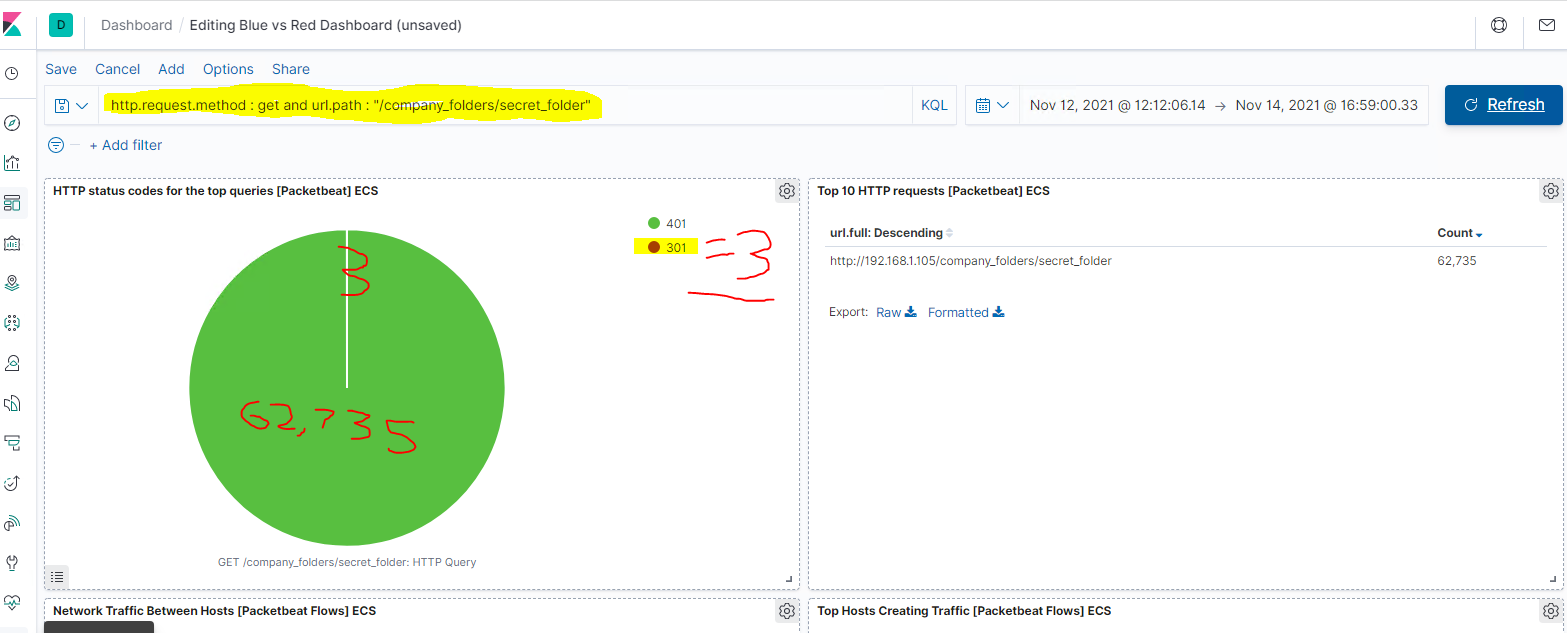 D Dashboard / Editing Blue vs Red Dashboard (unsaved)
Save Cancel Add Options Share
http.request.method : get and url.path : "/company_folders/secret_folder" KQL Nov 12, 2021 @ 12:12:06.14 → Nov 14, 2021 @ 16:59:00.33 Refresh
+ Add filter
HTTP status codes for the top queries [Packetbeat] ECS
401
301
=3
3
62,735
GET /company_folders/secret_folder: HTTP Query
Top 10 HTTP requests [Packetbeat] ECS
url.full: Descending Count
http://192.168.1.105/company_folders/secret_folder 62,735
Export: Raw Formatted
Network Traffic Between Hosts [Packetbeat Flows] ECS
Top Hosts Creating Traffic [Packetbeat Flows] ECS